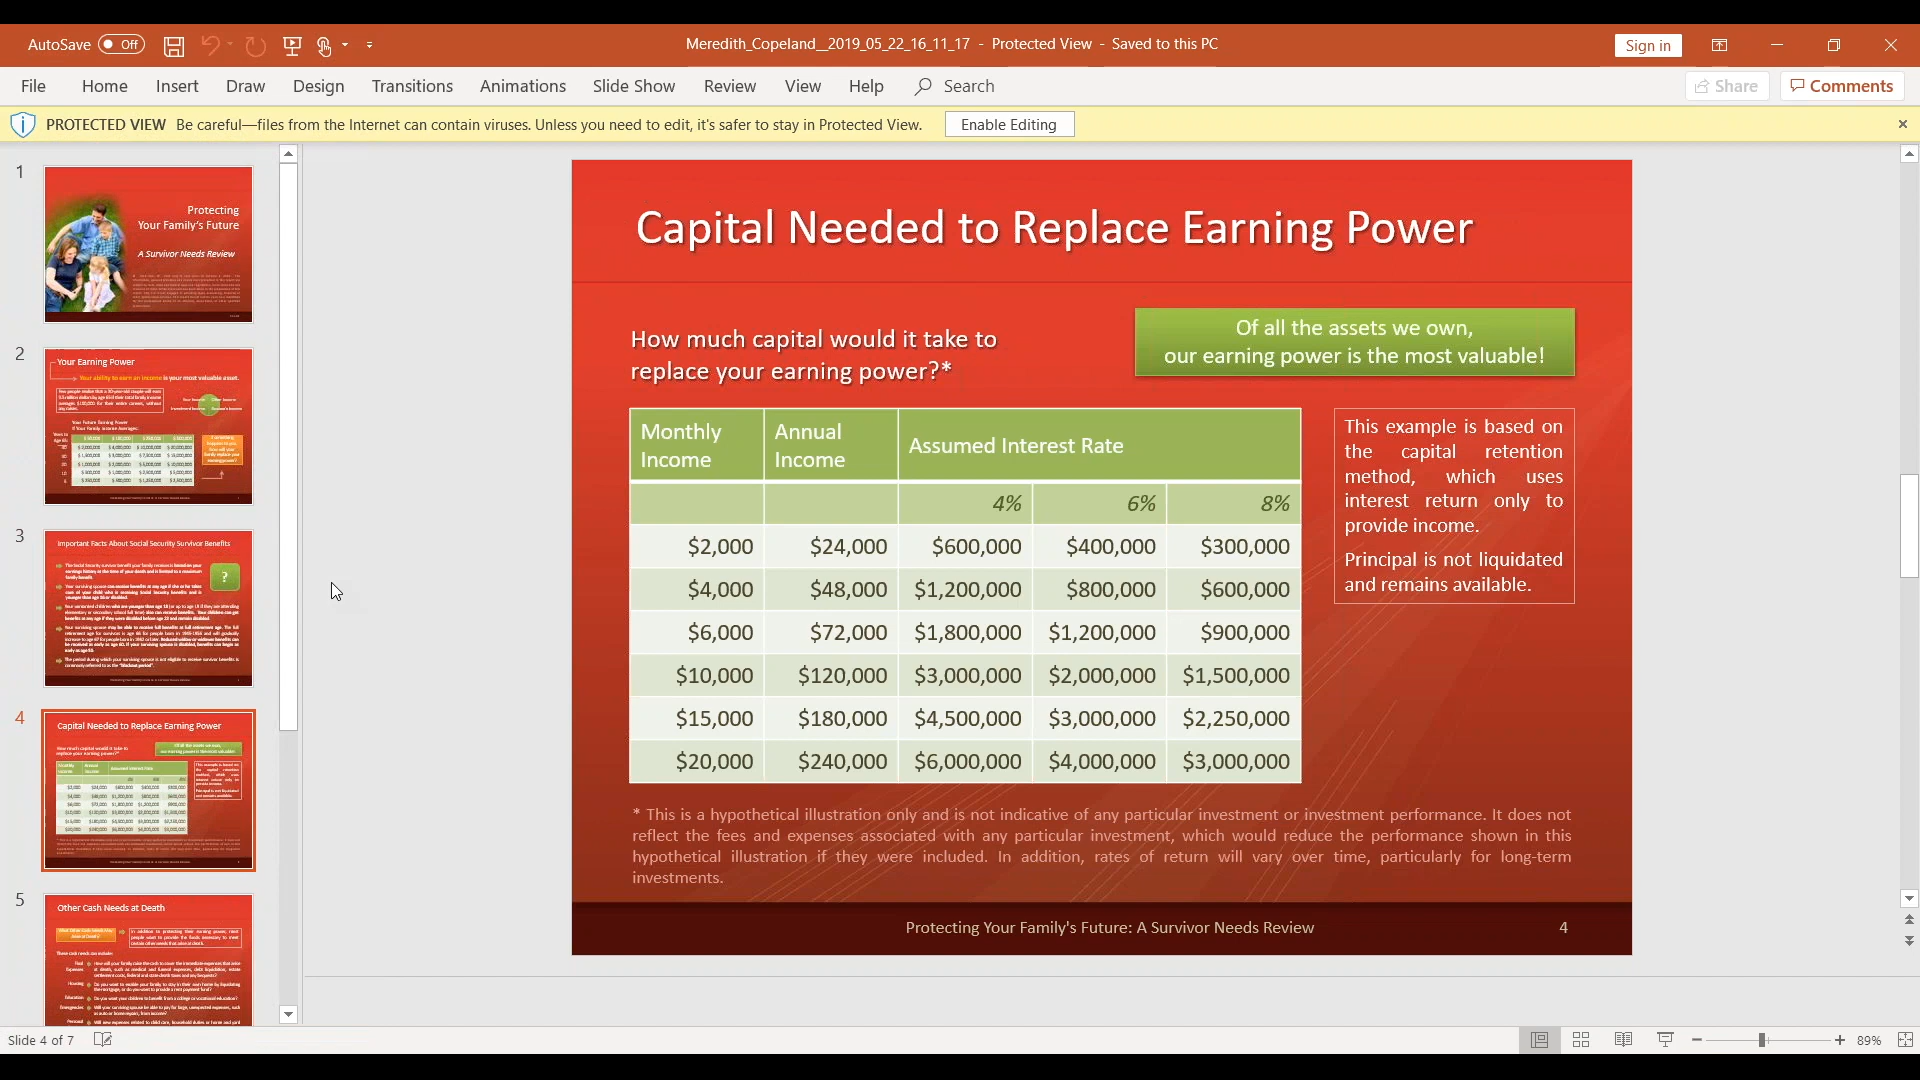 AutoSave Off
Meredith_Copeland__2019_05_22_16_11_17 - Protected View - Saved to this PC
Sign in
File Home Insert Draw Design Transitions Animations Slide Show Review View Help Search
Share Comments
PROTECTED VIEW Be careful—files from the Internet can contain viruses. Unless you need to edit, it's safer to stay in Protected View. Enable Editing
1
Protecting
Your Family's Future
A Survivor Needs Review
2
Your Earning Power
Your ability to earn an income is your most valuable asset.
3
Important Facts About Social Security Survivor Benefits
?
4
Capital Needed to Replace Earning Power
5
Other Cash Needs at Death
Capital Needed to Replace Earning Power
How much capital would it take to
replace your earning power?*
Of all the assets we own,
our earning power is the most valuable!
Monthly Income Annual Income Assumed Interest Rate
4% 6% 8%
$2,000 $24,000 $600,000 $400,000 $300,000
$4,000 $48,000 $1,200,000 $800,000 $600,000
$6,000 $72,000 $1,800,000 $1,200,000 $900,000
$10,000 $120,000 $3,000,000 $2,000,000 $1,500,000
$15,000 $180,000 $4,500,000 $3,000,000 $2,250,000
$20,000 $240,000 $6,000,000 $4,000,000 $3,000,000
This example is based on
the capital retention
method, which uses
interest return only to
provide income.
Principal is not liquidated
and remains available.
* This is a hypothetical illustration only and is not indicative of any particular investment or investment performance. It does not
reflect the fees and expenses associated with any particular investment, which would reduce the performance shown in this
hypothetical illustration if they were included. In addition, rates of return will vary over time, particularly for long-term
investments.
Protecting Your Family's Future: A Survivor Needs Review 4
Slide 4 of 7
89%